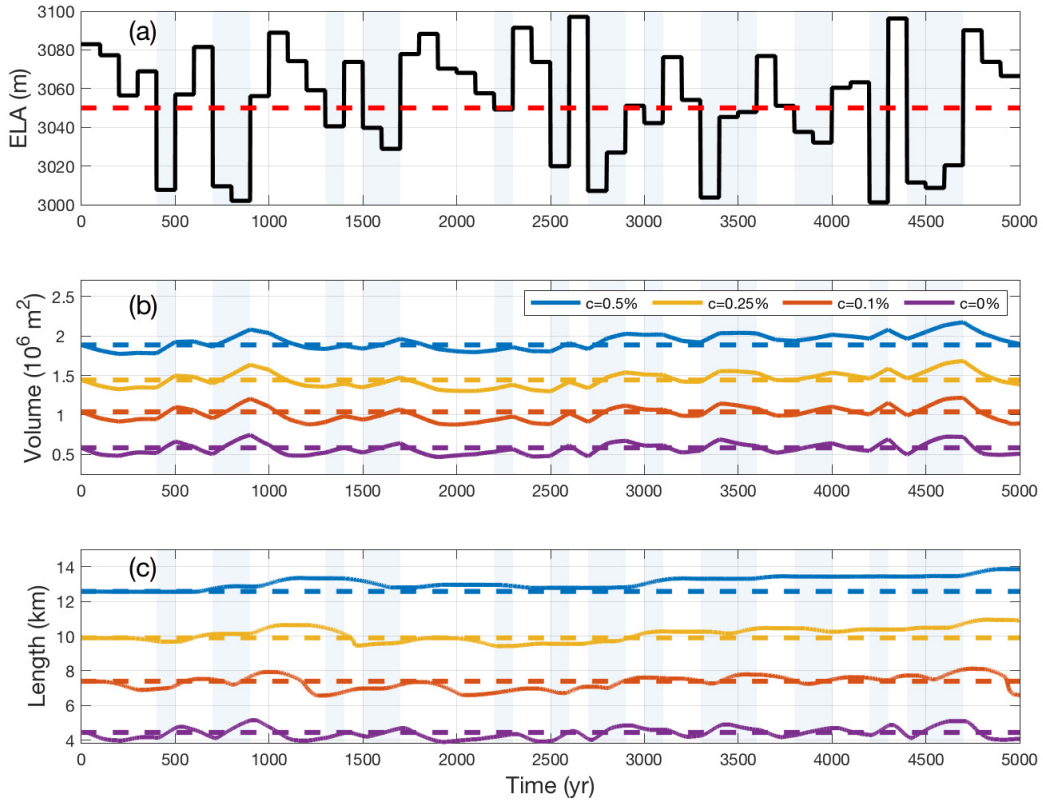 (a)
ELA (m)
3100
3080
3060
3040
3020
3000
0 500 1000 1500 2000 2500 3000 3500 4000 4500 5000
(b)
c=0.5% c=0.25% c=0.1% c=0%
Volume (10⁶ m²)
2.5
2
1.5
1
0.5
0 500 1000 1500 2000 2500 3000 3500 4000 4500 5000
(c)
Length (km)
14
12
10
8
6
4
0 500 1000 1500 2000 2500 3000 3500 4000 4500 5000
Time (yr)